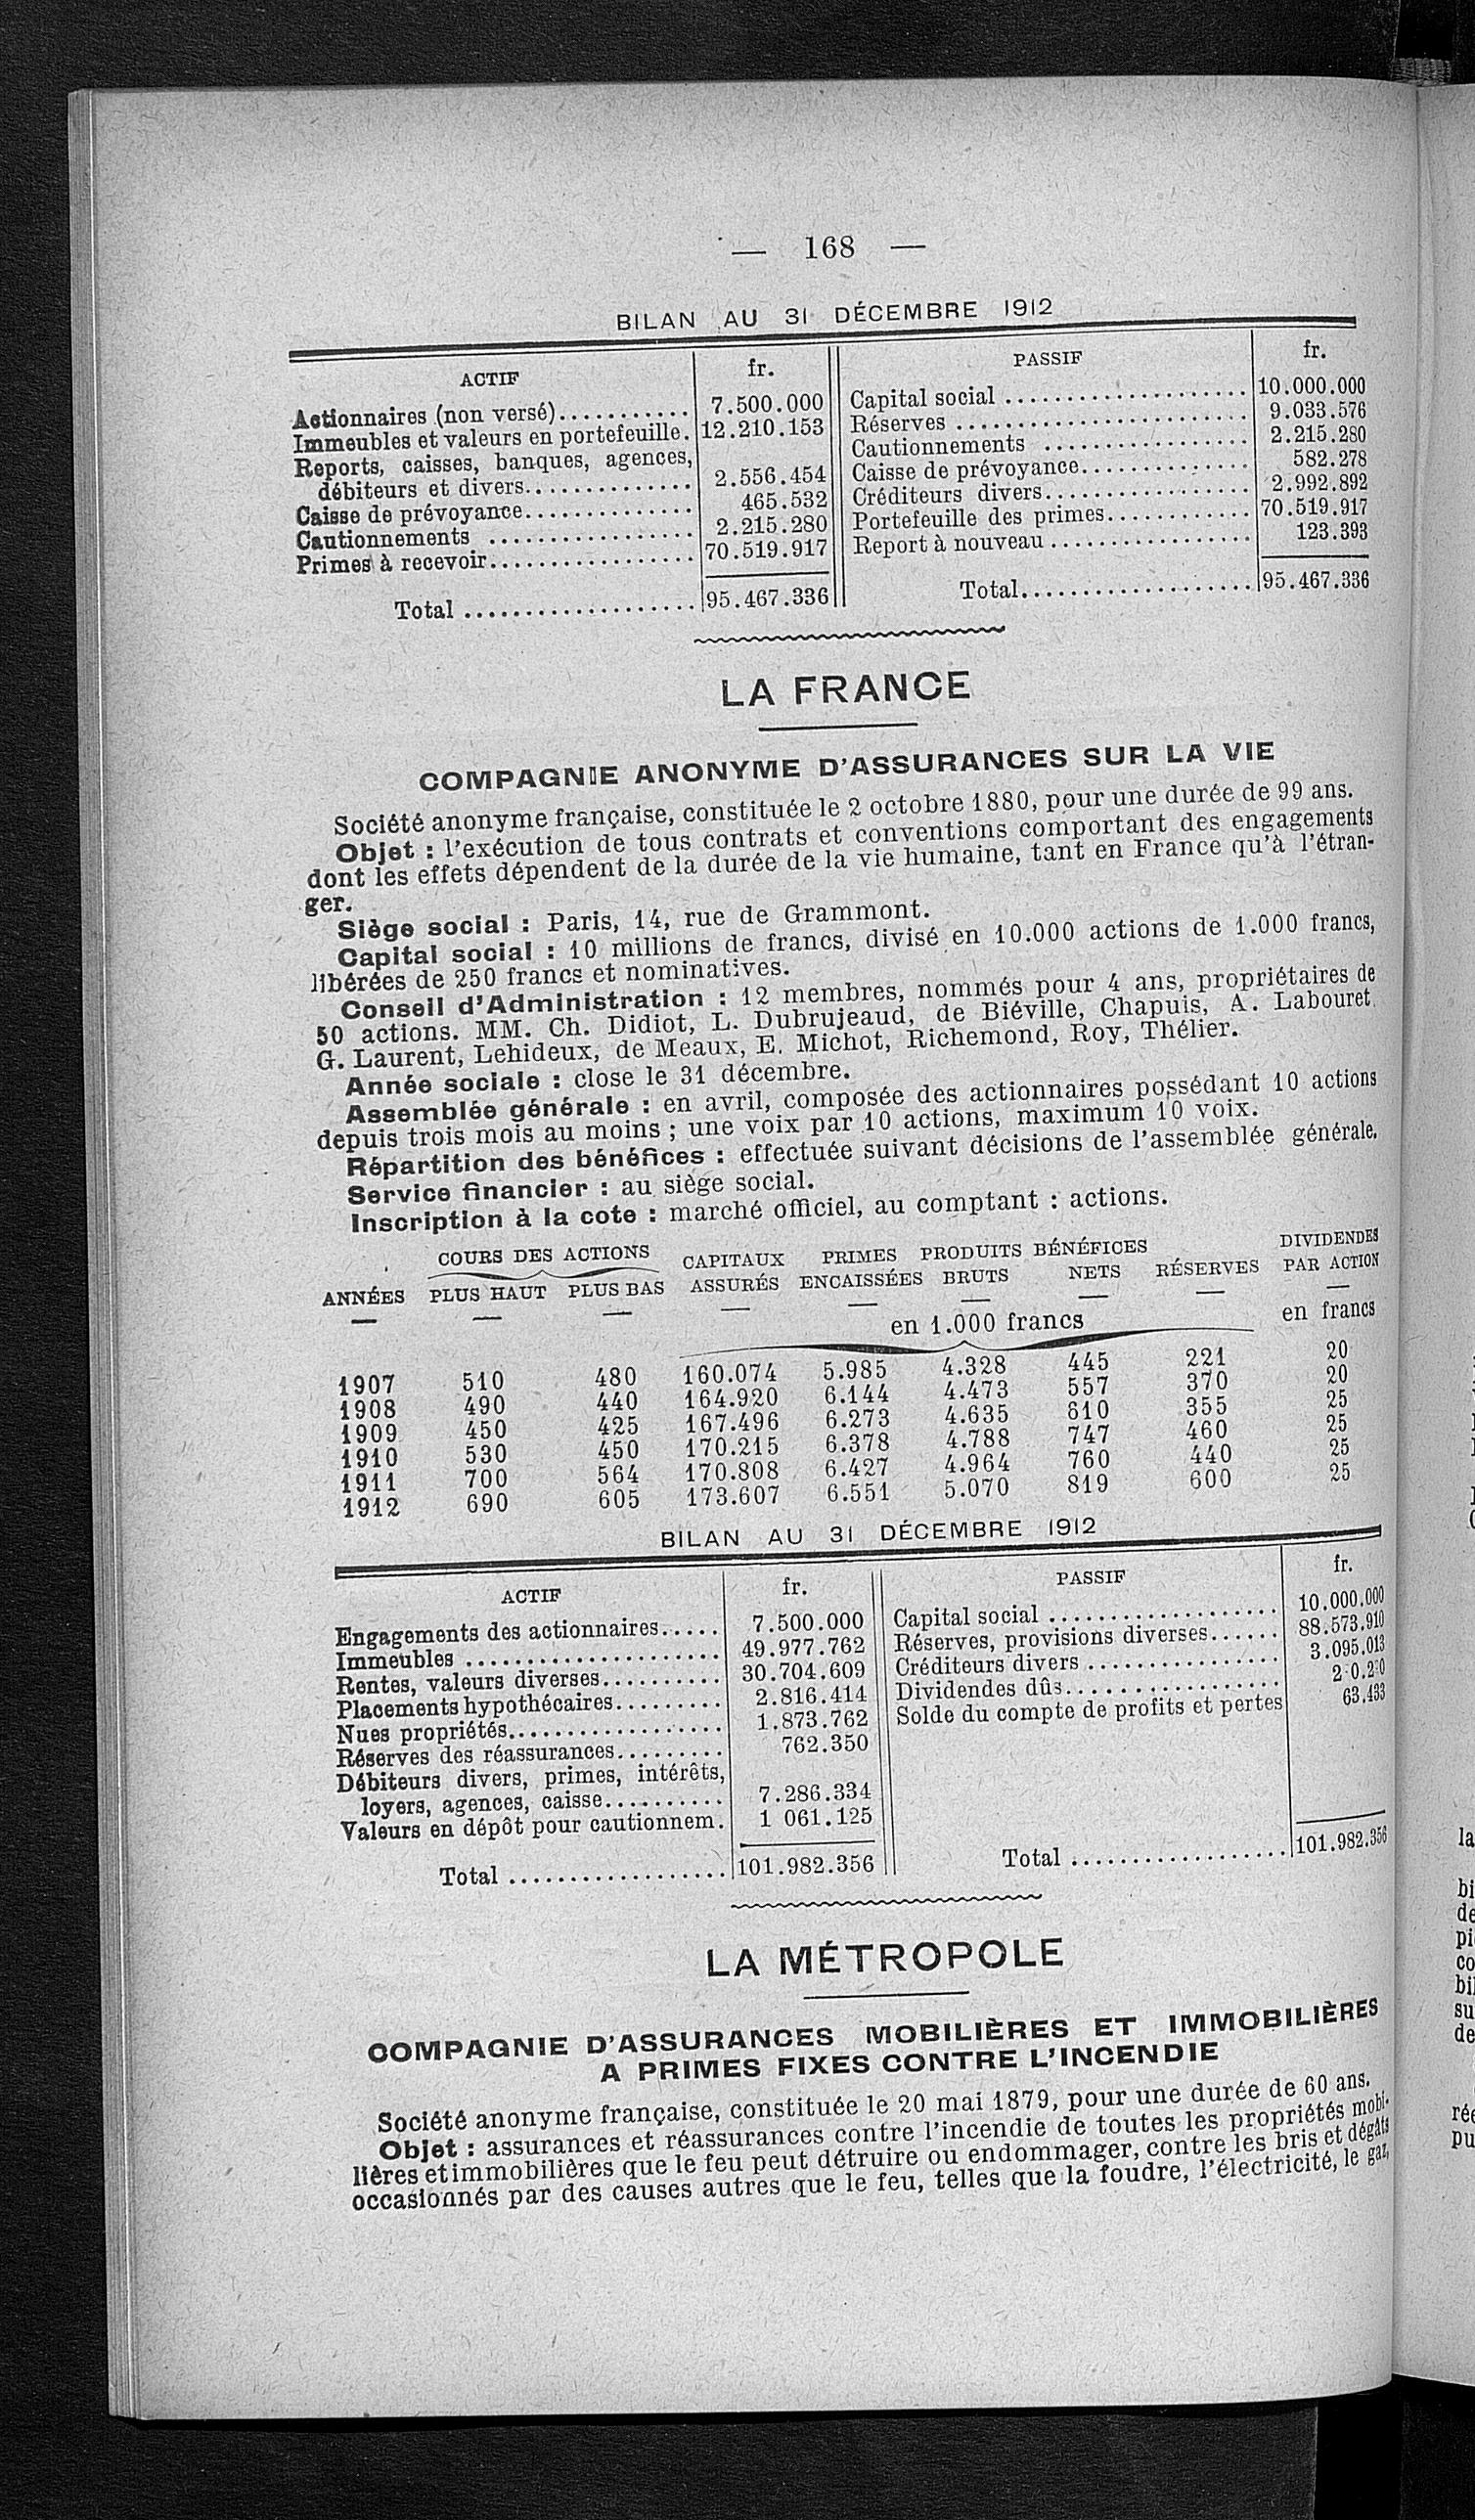 — 168 —
BILAN AU 31 DÉCEMBRE 1912
ACTIF fr. PASSIF fr.
Actionnaires (non versé)........... 7.500.000 Capital social .................... 10.000.000
Immeubles et valeurs en portefeuille. 12.210.153 Réserves ........................ 9.033.576
Reports, caisses, banques, agences, Cautionnements ................. 2.215.280
débiteurs et divers.............. 2.556.454 Caisse de prévoyance.............. 582.278
Caisse de prévoyance.............. 465.532 Créditeurs divers................. 2.992.892
Cautionnements ................. 2.215.280 Portefeuille des primes............ 70.519.917
Primes à recevoir................. 70.519.917 Report à nouveau ................. 123.393
Total ................... 95.467.336 Total................... 95.467.336
LA FRANCE
COMPAGNIE ANONYME D'ASSURANCES SUR LA VIE
Société anonyme française, constituée le 2 octobre 1880, pour une durée de 99 ans.
Objet : l'exécution de tous contrats et conventions comportant des engagements
dont les effets dépendent de la durée de la vie humaine, tant en France qu'à l'étran-
ger.
Siège social : Paris, 14, rue de Grammont.
Capital social : 10 millions de francs, divisé en 10.000 actions de 1.000 francs,
libérées de 250 francs et nominatives.
Conseil d'Administration : 12 membres, nommés pour 4 ans, propriétaires de
50 actions. MM. Ch. Didiot, L. Dubrujeaud, de Biéville, Chapuis, A. Labouret
G. Laurent, Lehideux, de Meaux, E. Michot, Richemond, Roy, Thélier.
Année sociale : close le 31 décembre.
Assemblée générale : en avril, composée des actionnaires possédant 10 actions
depuis trois mois au moins ; une voix par 10 actions, maximum 10 voix.
Répartition des bénéfices : effectuée suivant décisions de l'assemblée générale.
Service financier : au siège social.
Inscription à la cote : marché officiel, au comptant : actions.
COURS DES ACTIONS CAPITAUX PRIMES PRODUITS BÉNÉFICES DIVIDENDES
ANNÉES PLUS HAUT PLUS BAS ASSURÉS ENCAISSÉES BRUTS NETS RÉSERVES PAR ACTION
en 1.000 francs en francs
1907 510 480 160.074 5.985 4.328 445 221 20
1908 490 440 164.920 6.144 4.473 557 370 20
1909 450 425 167.496 6.273 4.635 610 355 25
1910 530 450 170.215 6.378 4.788 747 460 25
1911 700 564 170.808 6.427 4.964 760 440 25
1912 690 605 173.607 6.551 5.070 819 600 25
BILAN AU 31 DÉCEMBRE 1912
ACTIF fr. PASSIF fr.
Engagements des actionnaires..... 7.500.000 Capital social ................... 10.000.000
Immeubles ..................... 49.977.762 Réserves, provisions diverses...... 88.573.910
Rentes, valeurs diverses.......... 30.704.609 Créditeurs divers ................ 3.095.013
Placements hypothécaires......... 2.816.414 Dividendes dûs..................
Nues propriétés.................. 1.873.762 Solde du compte de profits et pertes 63.433
Réserves des réassurances......... 762.350
Débiteurs divers, primes, intérêts,
loyers, agences, caisse.......... 7.286.334
Valeurs en dépôt pour cautionnem. 1 061.125
Total .................. 101.982.356 Total .................. 101.982.356
LA MÉTROPOLE
COMPAGNIE D'ASSURANCES MOBILIÈRES ET IMMOBILIÈRES
A PRIMES FIXES CONTRE L'INCENDIE
Société anonyme française, constituée le 20 mai 1879, pour une durée de 60 ans.
Objet : assurances et réassurances contre l'incendie de toutes les propriétés mobi-
lières et immobilières que le feu peut détruire ou endommager, contre les bris et dégâts
occasionnés par des causes autres que le feu, telles que la foudre, l'électricité, le gaz,